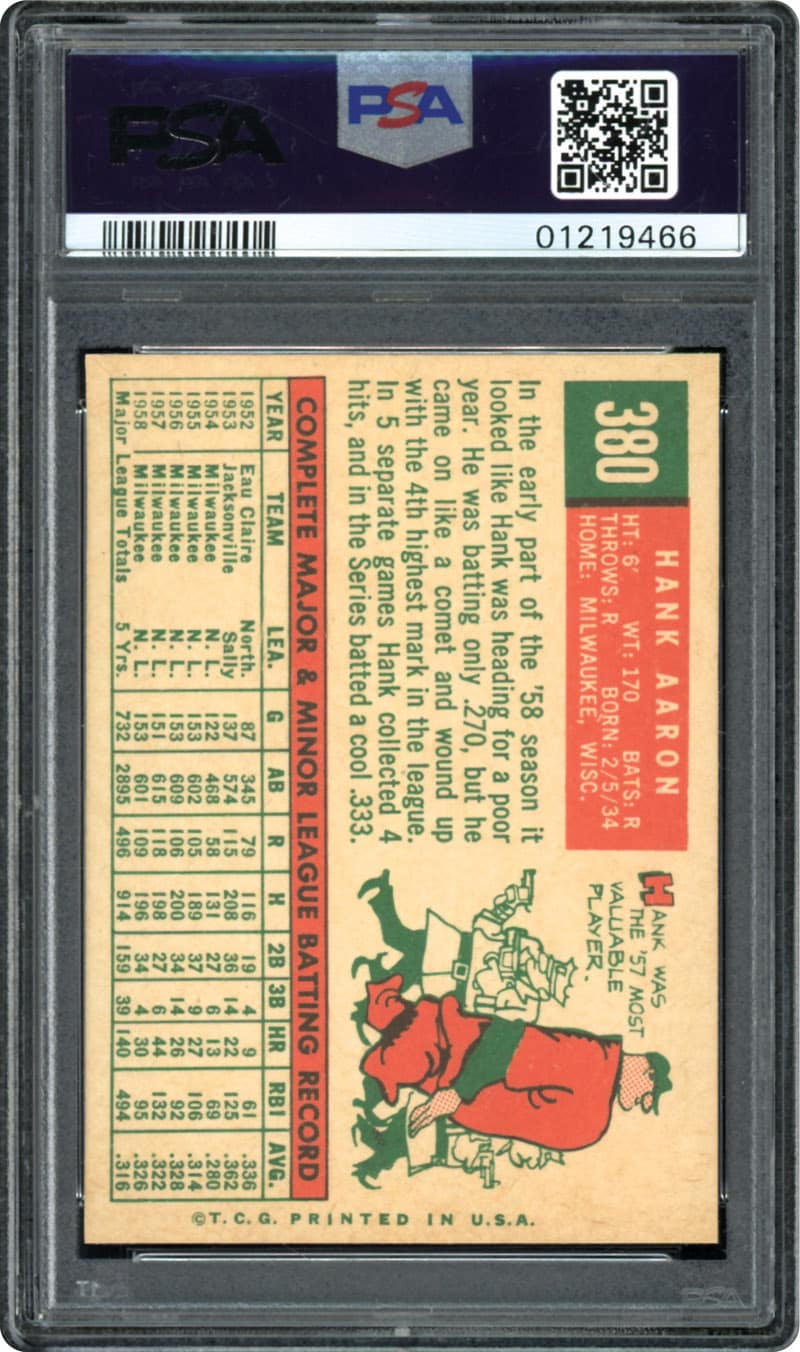 PSA
PSA
01219466
380
HANK AARON
HT: 6' WT: 170 BATS: R
THROWS: R BORN: 2/5/34
HOME: MILWAUKEE, WISC.
In the early part of the '58 season it
looked like Hank was heading for a poor
year. He was batting only .270, but he
came on like a comet and wound up
with the 4th highest mark in the league.
In 5 separate games Hank collected 4
hits, and in the Series batted a cool .333.
HANK WAS
THE '57 MOST
VALUABLE
PLAYER.
COMPLETE MAJOR & MINOR LEAGUE BATTING RECORD
YEAR TEAM LEA. G AB R H 2B 3B HR RBI AVG.
1952 Eau Claire North. 87 345 79 116 19 4 9 61 .336
1953 Jacksonville Sally 137 574 115 208 36 14 22 125 .362
1954 Milwaukee N. L. 122 468 58 131 27 6 13 69 .280
1955 Milwaukee N. L. 153 602 105 189 37 9 27 106 .314
1956 Milwaukee N. L. 153 609 106 200 34 14 26 92 .328
1957 Milwaukee N. L. 151 615 118 198 27 6 44 132 .322
1958 Milwaukee N. L. 153 601 109 196 34 4 30 95 .326
Major League Totals 5 Yrs. 732 2895 496 914 159 39 140 494 .316
©T. C. G. PRINTED IN U.S.A.
PSA